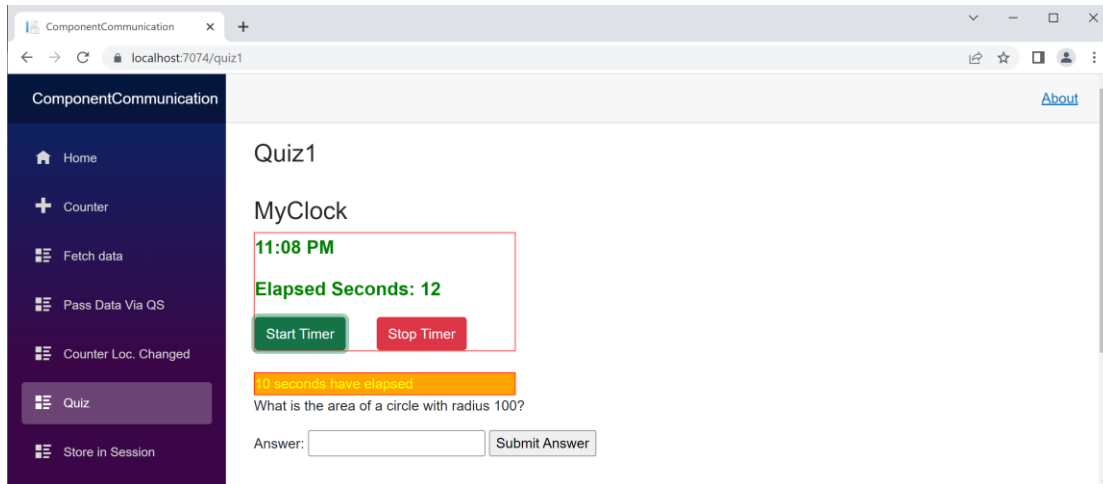 ComponentCommunication
localhost:7074/quiz1
ComponentCommunication
About
Home
Counter
Fetch data
Pass Data Via QS
Counter Loc. Changed
Quiz
Store in Session
Quiz1
MyClock
11:08 PM
Elapsed Seconds: 12
Start Timer Stop Timer
10 seconds have elapsed
What is the area of a circle with radius 100?
Answer: Submit Answer